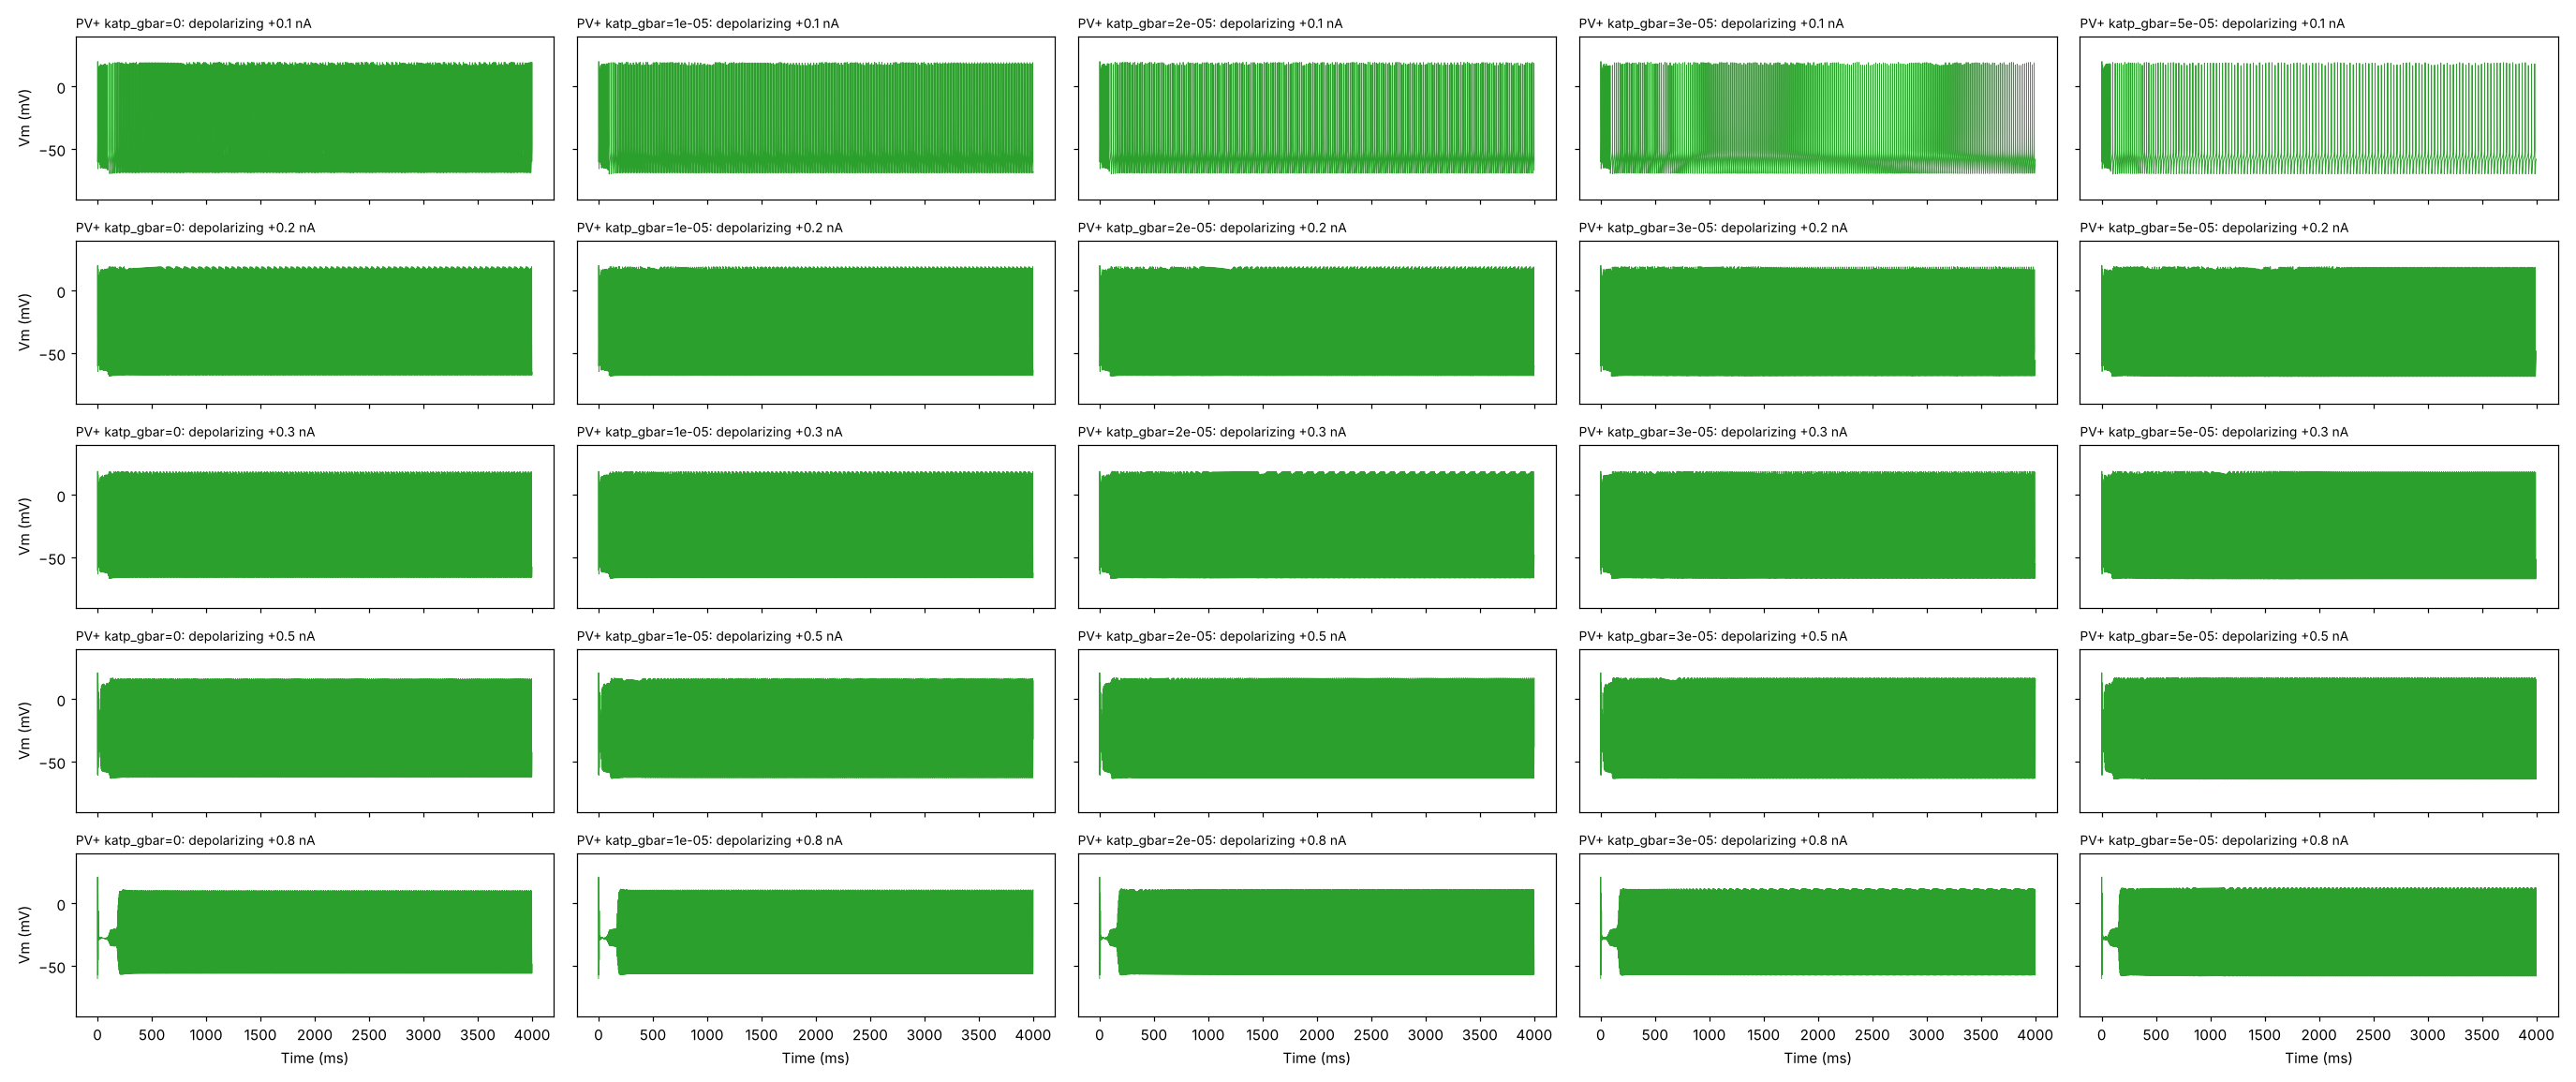 PV+ katp_gbar=0: depolarizing +0.1 nA
PV+ katp_gbar=1e-05: depolarizing +0.1 nA
PV+ katp_gbar=2e-05: depolarizing +0.1 nA
PV+ katp_gbar=3e-05: depolarizing +0.1 nA
PV+ katp_gbar=5e-05: depolarizing +0.1 nA
Vm (mV)
0
−50
PV+ katp_gbar=0: depolarizing +0.2 nA
PV+ katp_gbar=1e-05: depolarizing +0.2 nA
PV+ katp_gbar=2e-05: depolarizing +0.2 nA
PV+ katp_gbar=3e-05: depolarizing +0.2 nA
PV+ katp_gbar=5e-05: depolarizing +0.2 nA
Vm (mV)
0
−50
PV+ katp_gbar=0: depolarizing +0.3 nA
PV+ katp_gbar=1e-05: depolarizing +0.3 nA
PV+ katp_gbar=2e-05: depolarizing +0.3 nA
PV+ katp_gbar=3e-05: depolarizing +0.3 nA
PV+ katp_gbar=5e-05: depolarizing +0.3 nA
Vm (mV)
0
−50
PV+ katp_gbar=0: depolarizing +0.5 nA
PV+ katp_gbar=1e-05: depolarizing +0.5 nA
PV+ katp_gbar=2e-05: depolarizing +0.5 nA
PV+ katp_gbar=3e-05: depolarizing +0.5 nA
PV+ katp_gbar=5e-05: depolarizing +0.5 nA
Vm (mV)
0
−50
PV+ katp_gbar=0: depolarizing +0.8 nA
PV+ katp_gbar=1e-05: depolarizing +0.8 nA
PV+ katp_gbar=2e-05: depolarizing +0.8 nA
PV+ katp_gbar=3e-05: depolarizing +0.8 nA
PV+ katp_gbar=5e-05: depolarizing +0.8 nA
Vm (mV)
0
−50
0 500 1000 1500 2000 2500 3000 3500 4000
0 500 1000 1500 2000 2500 3000 3500 4000
0 500 1000 1500 2000 2500 3000 3500 4000
0 500 1000 1500 2000 2500 3000 3500 4000
0 500 1000 1500 2000 2500 3000 3500 4000
Time (ms)
Time (ms)
Time (ms)
Time (ms)
Time (ms)